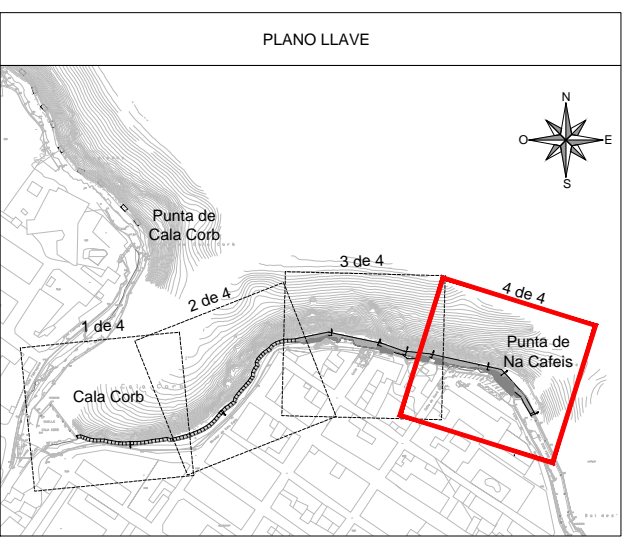 PLANO LLAVE
N
O
E
S
Punta de
Cala Corb
3 de 4
2 de 4
4 de 4
1 de 4
Punta de
Na Cafeis
Cala Corb